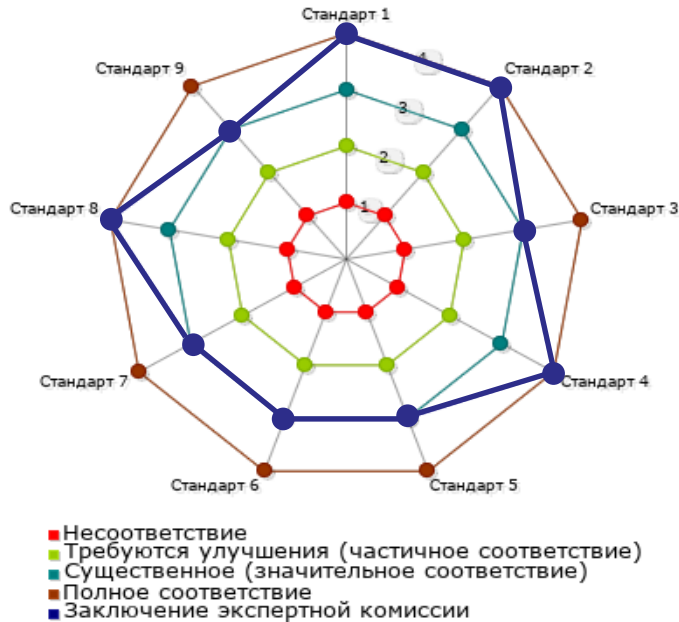 Стандарт 1
Стандарт 9
4
Стандарт 2
3
2
Стандарт 8
1
Стандарт 3
Стандарт 7
Стандарт 4
Стандарт 6
Стандарт 5
Несоответствие
Требуются улучшения (частичное соответствие)
Существенное (значительное соответствие)
Полное соответствие
Заключение экспертной комиссии